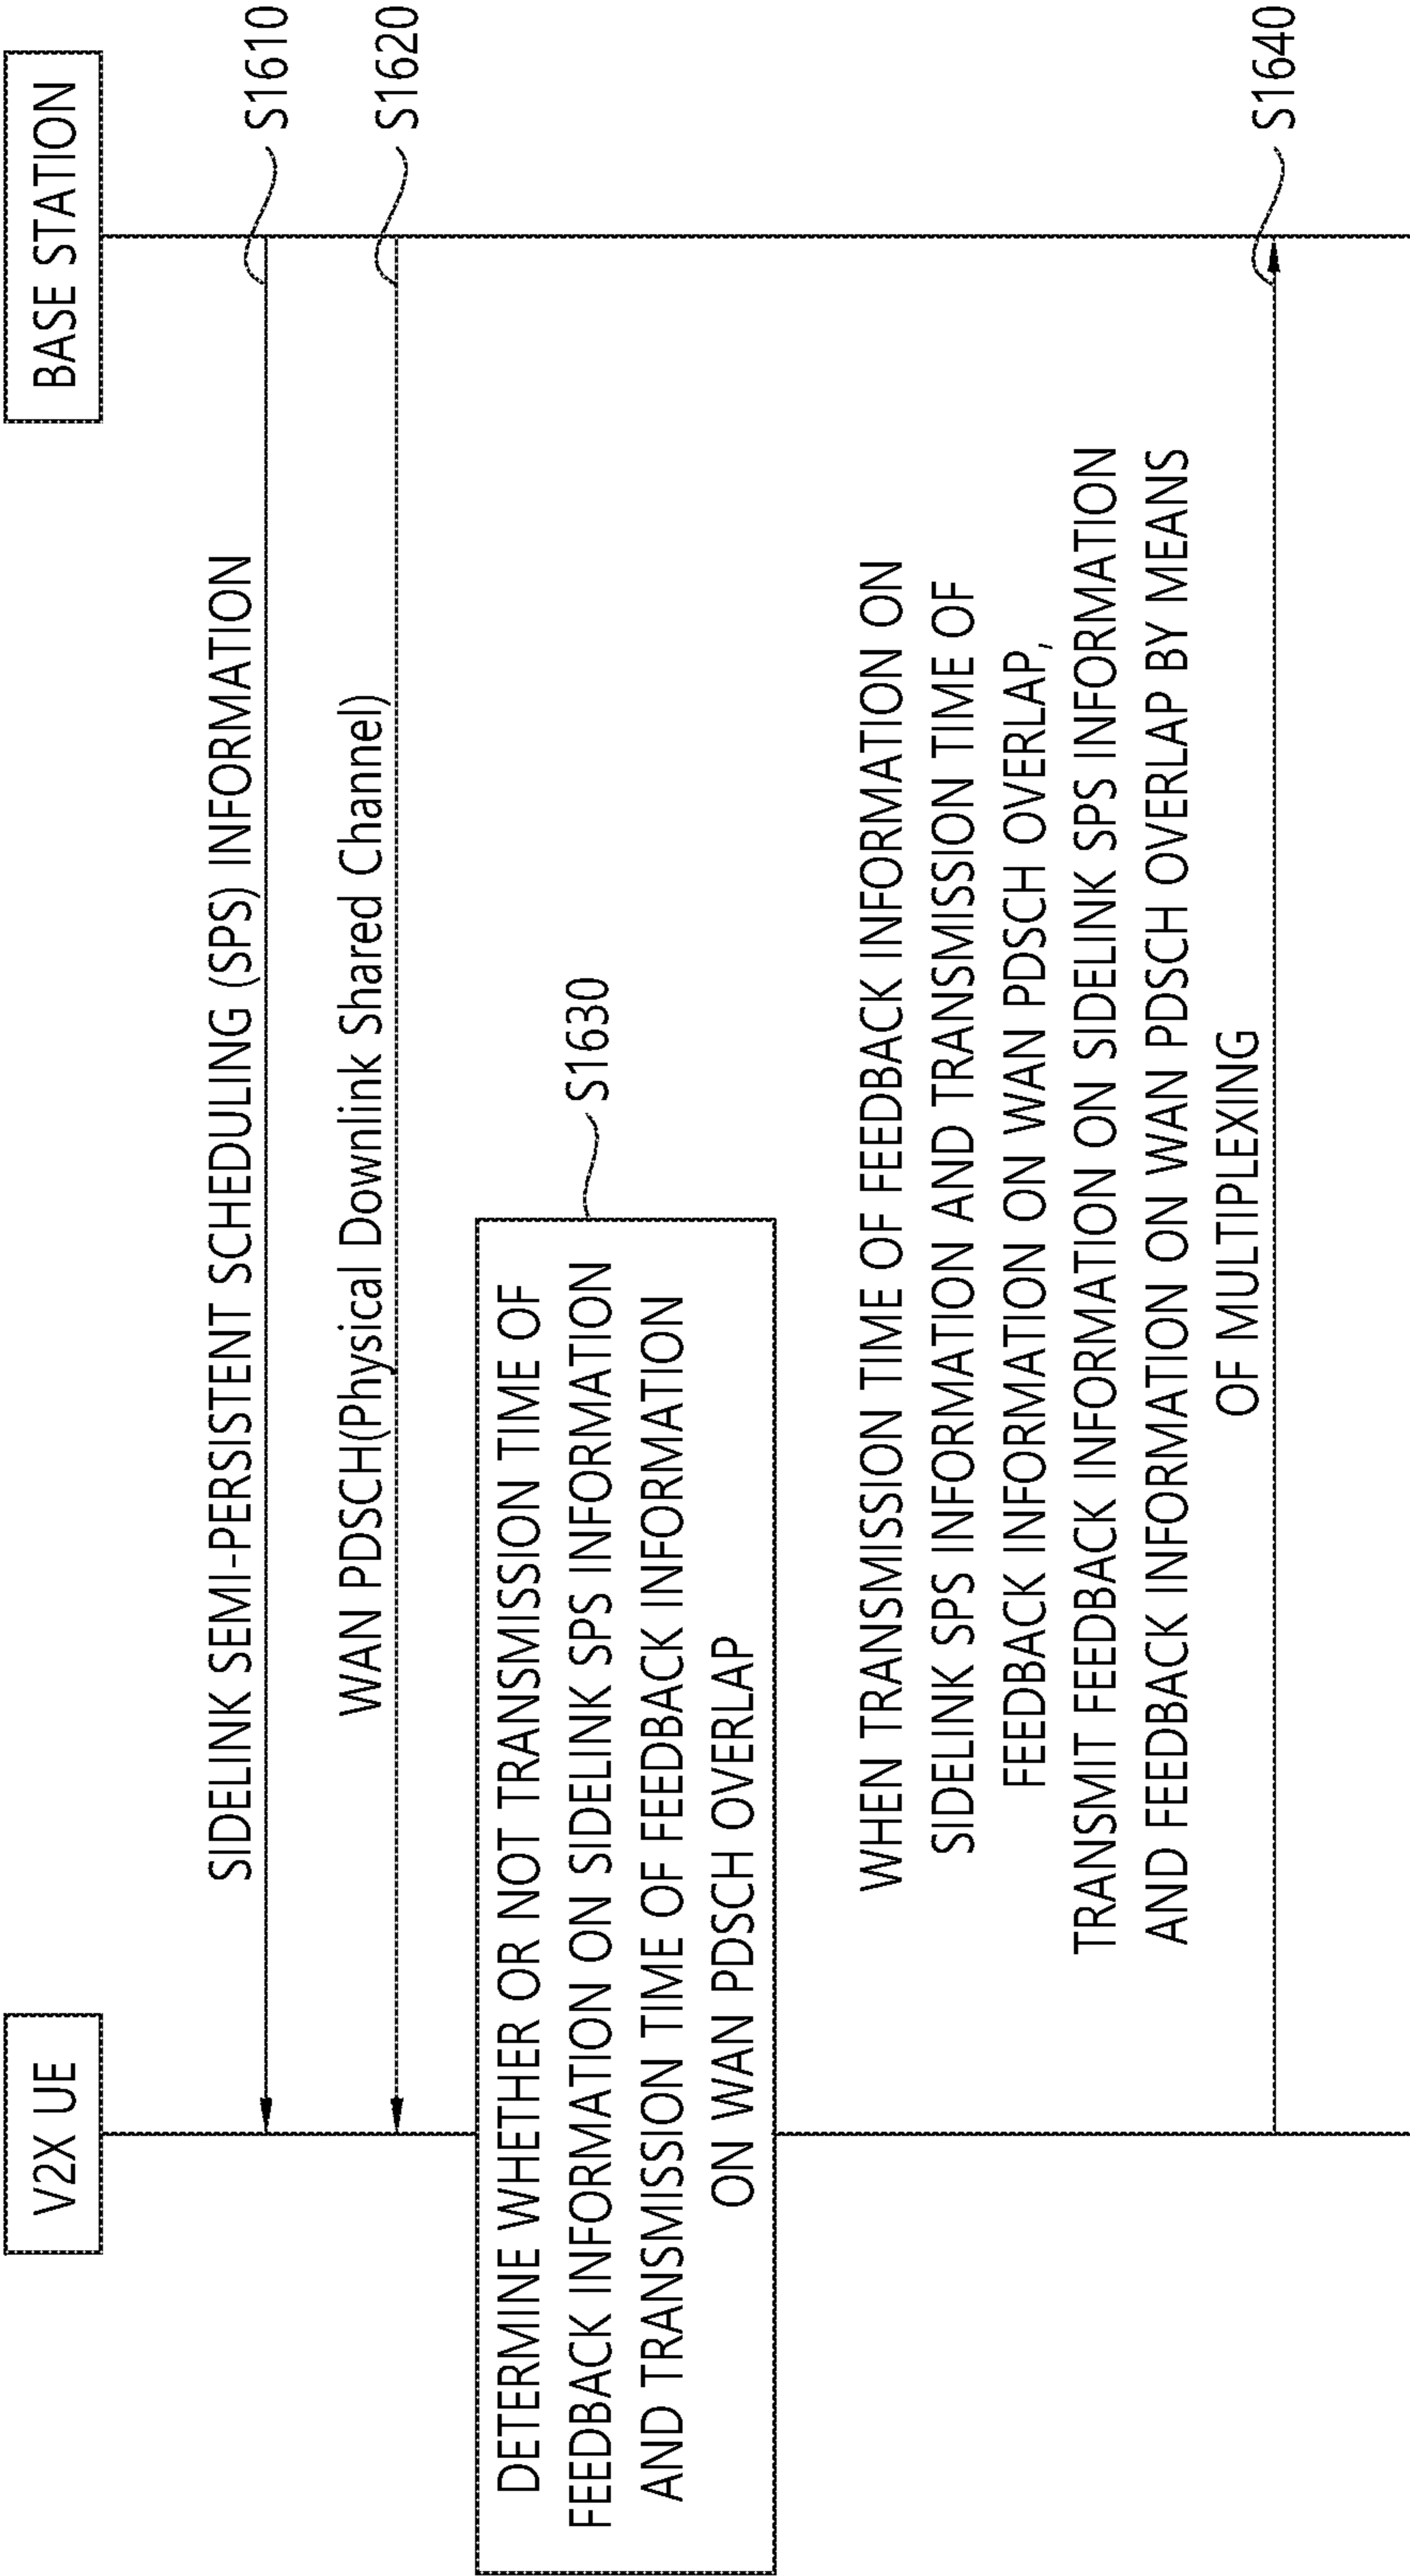 V2X UE
BASE STATION
SIDELINK SEMI-PERSISTENT SCHEDULING (SPS) INFORMATION
S1610
WAN PDSCH(Physical Downlink Shared Channel)
S1620
DETERMINE WHETHER OR NOT TRANSMISSION TIME OF
FEEDBACK INFORMATION ON SIDELINK SPS INFORMATION
AND TRANSMISSION TIME OF FEEDBACK INFORMATION
ON WAN PDSCH OVERLAP
S1630
WHEN TRANSMISSION TIME OF FEEDBACK INFORMATION ON
SIDELINK SPS INFORMATION AND TRANSMISSION TIME OF
FEEDBACK INFORMATION ON WAN PDSCH OVERLAP,
TRANSMIT FEEDBACK INFORMATION ON SIDELINK SPS INFORMATION
AND FEEDBACK INFORMATION ON WAN PDSCH OVERLAP BY MEANS
OF MULTIPLEXING
S1640